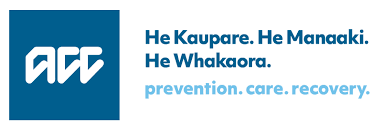 acc
He Kaupare. He Manaaki.
He Whakaora.
prevention. care. recovery.